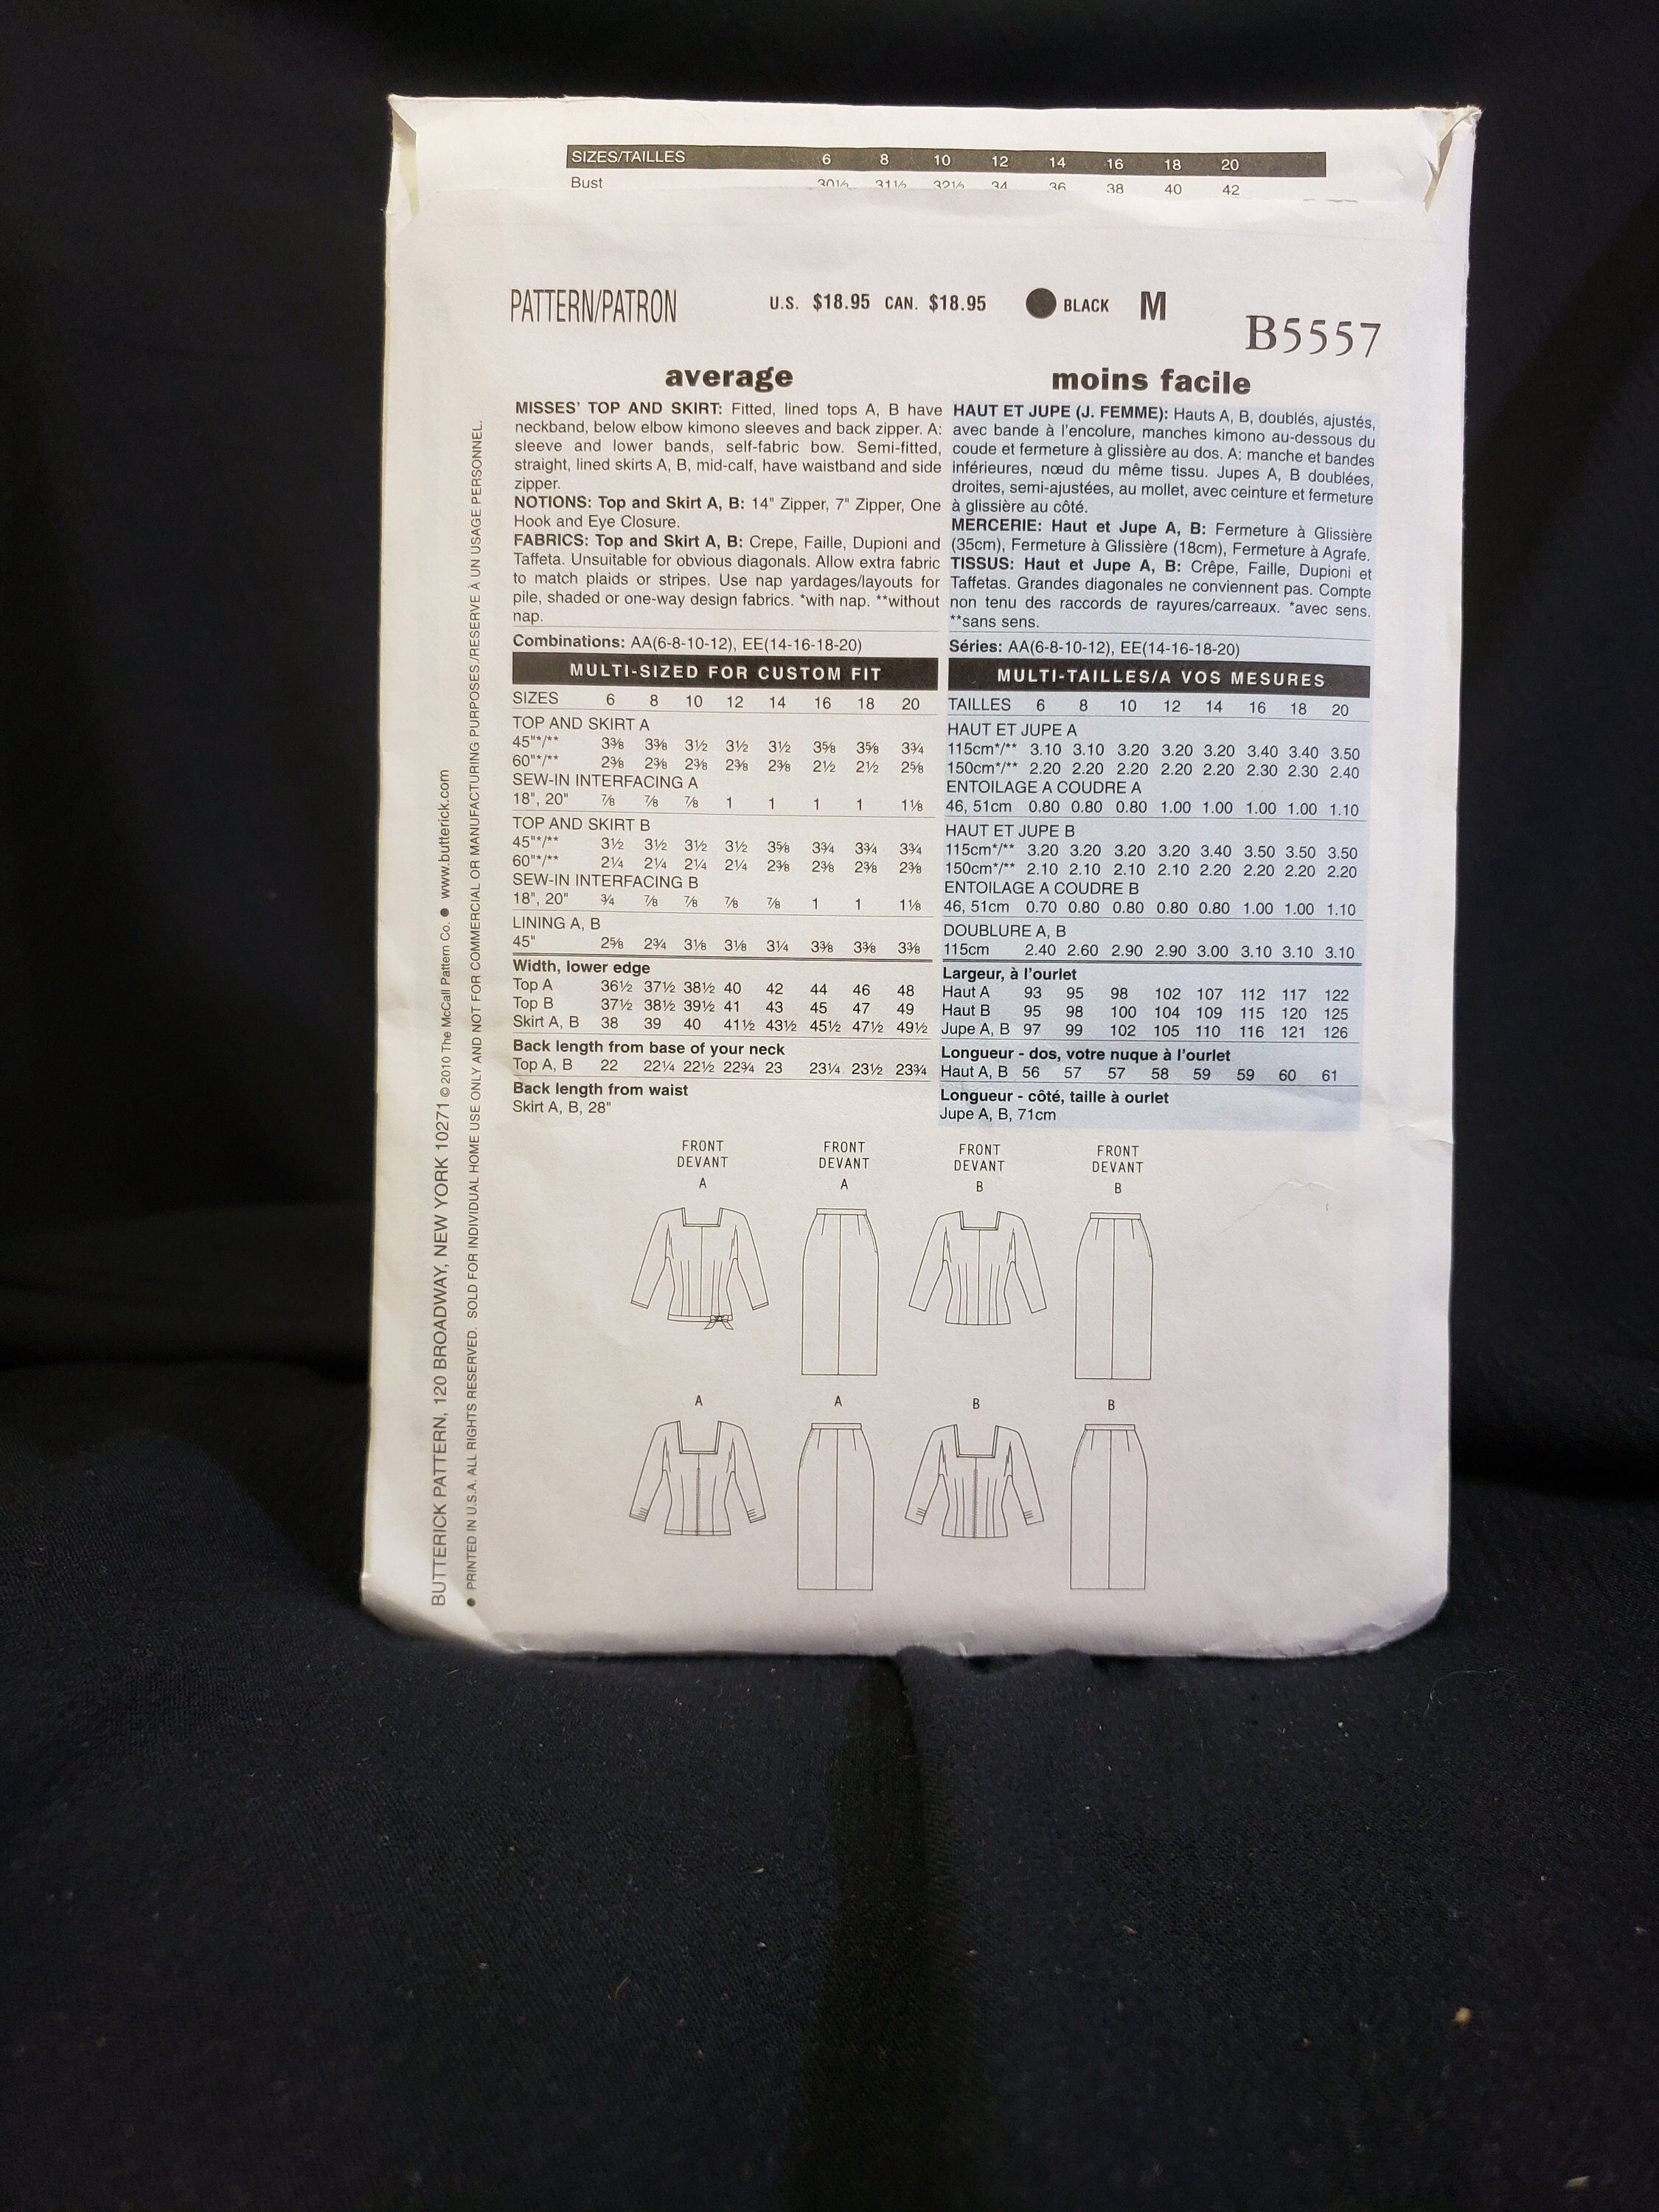 SIZES/TAILLES 6 8 10 12 14 16 18 20
Bust 30½ 31½ 32½ 34 36 38 40 42
PATTERN/PATRON U.S. $18.95 CAN. $18.95 BLACK M
B5557
average
MISSES' TOP AND SKIRT: Fitted, lined tops A, B have
neckband, below elbow kimono sleeves and back zipper. A:
sleeve and lower bands, self-fabric bow. Semi-fitted,
straight, lined skirts A, B, mid-calf, have waistband and side
zipper.
NOTIONS: Top and Skirt A, B: 14" Zipper, 7" Zipper, One
Hook and Eye Closure.
FABRICS: Top and Skirt A, B: Crepe, Faille, Dupioni and
Taffeta. Unsuitable for obvious diagonals. Allow extra fabric
to match plaids or stripes. Use nap yardages/layouts for
pile, shaded or one-way design fabrics. *with nap. **without
nap.
Combinations: AA(6-8-10-12), EE(14-16-18-20)
MULTI-SIZED FOR CUSTOM FIT
SIZES 6 8 10 12 14 16 18 20
TOP AND SKIRT A
45"*/** 3⅜ 3⅜ 3½ 3½ 3½ 3⅝ 3⅝ 3¾
60"*/** 2⅜ 2⅜ 2⅜ 2⅜ 2⅜ 2½ 2½ 2⅝
SEW-IN INTERFACING A
18", 20" ⅞ ⅞ ⅞ 1 1 1 1 1⅛
TOP AND SKIRT B
45"*/** 3½ 3½ 3½ 3½ 3⅝ 3¾ 3¾ 3¾
60"*/** 2¼ 2¼ 2¼ 2¼ 2⅜ 2⅜ 2⅜ 2⅜
SEW-IN INTERFACING B
18", 20" ¾ ⅞ ⅞ ⅞ ⅞ 1 1 1⅛
LINING A, B
45" 2⅝ 2¾ 3⅛ 3⅛ 3¼ 3⅜ 3⅜ 3⅜
Width, lower edge
Top A 36½ 37½ 38½ 40 42 44 46 48
Top B 37½ 38½ 39½ 41 43 45 47 49
Skirt A, B 38 39 40 41½ 43½ 45½ 47½ 49½
Back length from base of your neck
Top A, B 22 22¼ 22½ 22¾ 23 23¼ 23½ 23¾
Back length from waist
Skirt A, B, 28"
moins facile
HAUT ET JUPE (J. FEMME): Hauts A, B, doublés, ajustés,
avec bande à l'encolure, manches kimono au-dessous du
coude et fermeture à glissière au dos. A: manche et bandes
inférieures, nœud du même tissu. Jupes A, B doublées,
droites, semi-ajustées, au mollet, avec ceinture et fermeture
à glissière au côté.
MERCERIE: Haut et Jupe A, B: Fermeture à Glissière
(35cm), Fermeture à Glissière (18cm), Fermeture à Agrafe.
TISSUS: Haut et Jupe A, B: Crêpe, Faille, Dupioni et
Taffetas. Grandes diagonales ne conviennent pas. Compte
non tenu des raccords de rayures/carreaux. *avec sens.
**sans sens.
Séries: AA(6-8-10-12), EE(14-16-18-20)
MULTI-TAILLES/A VOS MESURES
TAILLES 6 8 10 12 14 16 18 20
HAUT ET JUPE A
115cm*/** 3.10 3.10 3.20 3.20 3.20 3.40 3.40 3.50
150cm*/** 2.20 2.20 2.20 2.20 2.20 2.30 2.30 2.40
ENTOILAGE A COUDRE A
46, 51cm 0.80 0.80 0.80 1.00 1.00 1.00 1.00 1.10
HAUT ET JUPE B
115cm*/** 3.20 3.20 3.20 3.20 3.40 3.50 3.50 3.50
150cm*/** 2.10 2.10 2.10 2.10 2.20 2.20 2.20 2.20
ENTOILAGE A COUDRE B
46, 51cm 0.70 0.80 0.80 0.80 0.80 1.00 1.00 1.10
DOUBLURE A, B
115cm 2.40 2.60 2.90 2.90 3.00 3.10 3.10 3.10
Largeur, à l'ourlet
Haut A 93 95 98 102 107 112 117 122
Haut B 95 98 100 104 109 115 120 125
Jupe A, B 97 99 102 105 110 116 121 126
Longueur - dos, votre nuque à l'ourlet
Haut A, B 56 57 57 58 59 59 60 61
Longueur - côté, taille à ourlet
Jupe A, B, 71cm
FRONT FRONT FRONT FRONT
DEVANT DEVANT DEVANT DEVANT
A A B B
A A B B
BUTTERICK PATTERN, 120 BROADWAY, NEW YORK 10271 © 2010 The McCall Pattern Co. ● www.butterick.com
● PRINTED IN U.S.A. ALL RIGHTS RESERVED. SOLD FOR INDIVIDUAL HOME USE ONLY AND NOT FOR COMMERCIAL OR MANUFACTURING PURPOSES./RESERVE A UN USAGE PERSONNEL.